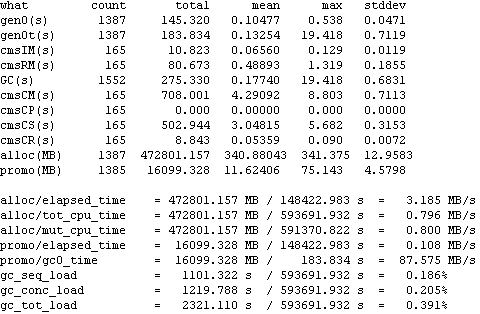 what count total mean max stddev
gen0(s) 1387 145.320 0.10477 0.538 0.0471
gen0t(s) 1387 183.834 0.13254 19.418 0.7119
cmsIM(s) 165 10.823 0.06560 0.129 0.0119
cmsRM(s) 165 80.673 0.48893 1.319 0.1855
GC(s) 1552 275.330 0.17740 19.418 0.6831
cmsCM(s) 165 708.001 4.29092 8.803 0.7113
cmsCP(s) 165 0.000 0.00000 0.000 0.0000
cmsCS(s) 165 502.944 3.04815 5.682 0.3153
cmsCR(s) 165 8.843 0.05359 0.090 0.0072
alloc(MB) 1387 472801.157 340.88043 341.375 12.9583
promo(MB) 1385 16099.328 11.62406 75.143 4.5798
alloc/elapsed_time = 472801.157 MB / 148422.983 s = 3.185 MB/s
alloc/tot_cpu_time = 472801.157 MB / 593691.932 s = 0.796 MB/s
alloc/mut_cpu_time = 472801.157 MB / 591370.822 s = 0.800 MB/s
promo/elapsed_time = 16099.328 MB / 148422.983 s = 0.108 MB/s
promo/gc0_time = 16099.328 MB / 183.834 s = 87.575 MB/s
gc_seq_load = 1101.322 s / 593691.932 s = 0.186%
gc_conc_load = 1219.788 s / 593691.932 s = 0.205%
gc_tot_load = 2321.110 s / 593691.932 s = 0.391%